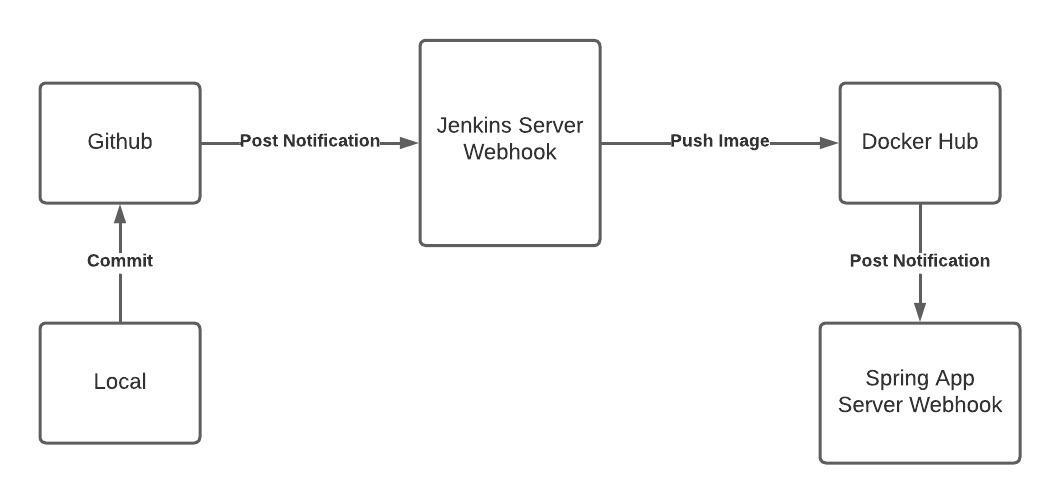 Github
Post Notification
Jenkins Server
Webhook
Push Image
Docker Hub
Commit
Post Notification
Local
Spring App
Server Webhook